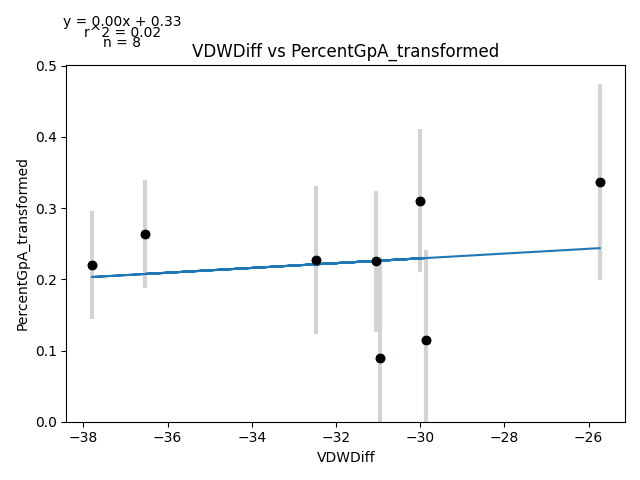 y = 0.00x + 0.33
r^2 = 0.02
n = 8
VDWDiff vs PercentGpA_transformed
0.5
0.4
0.3
0.2
0.1
0.0
PercentGpA_transformed
−38 −36 −34 −32 −30 −28 −26
VDWDiff